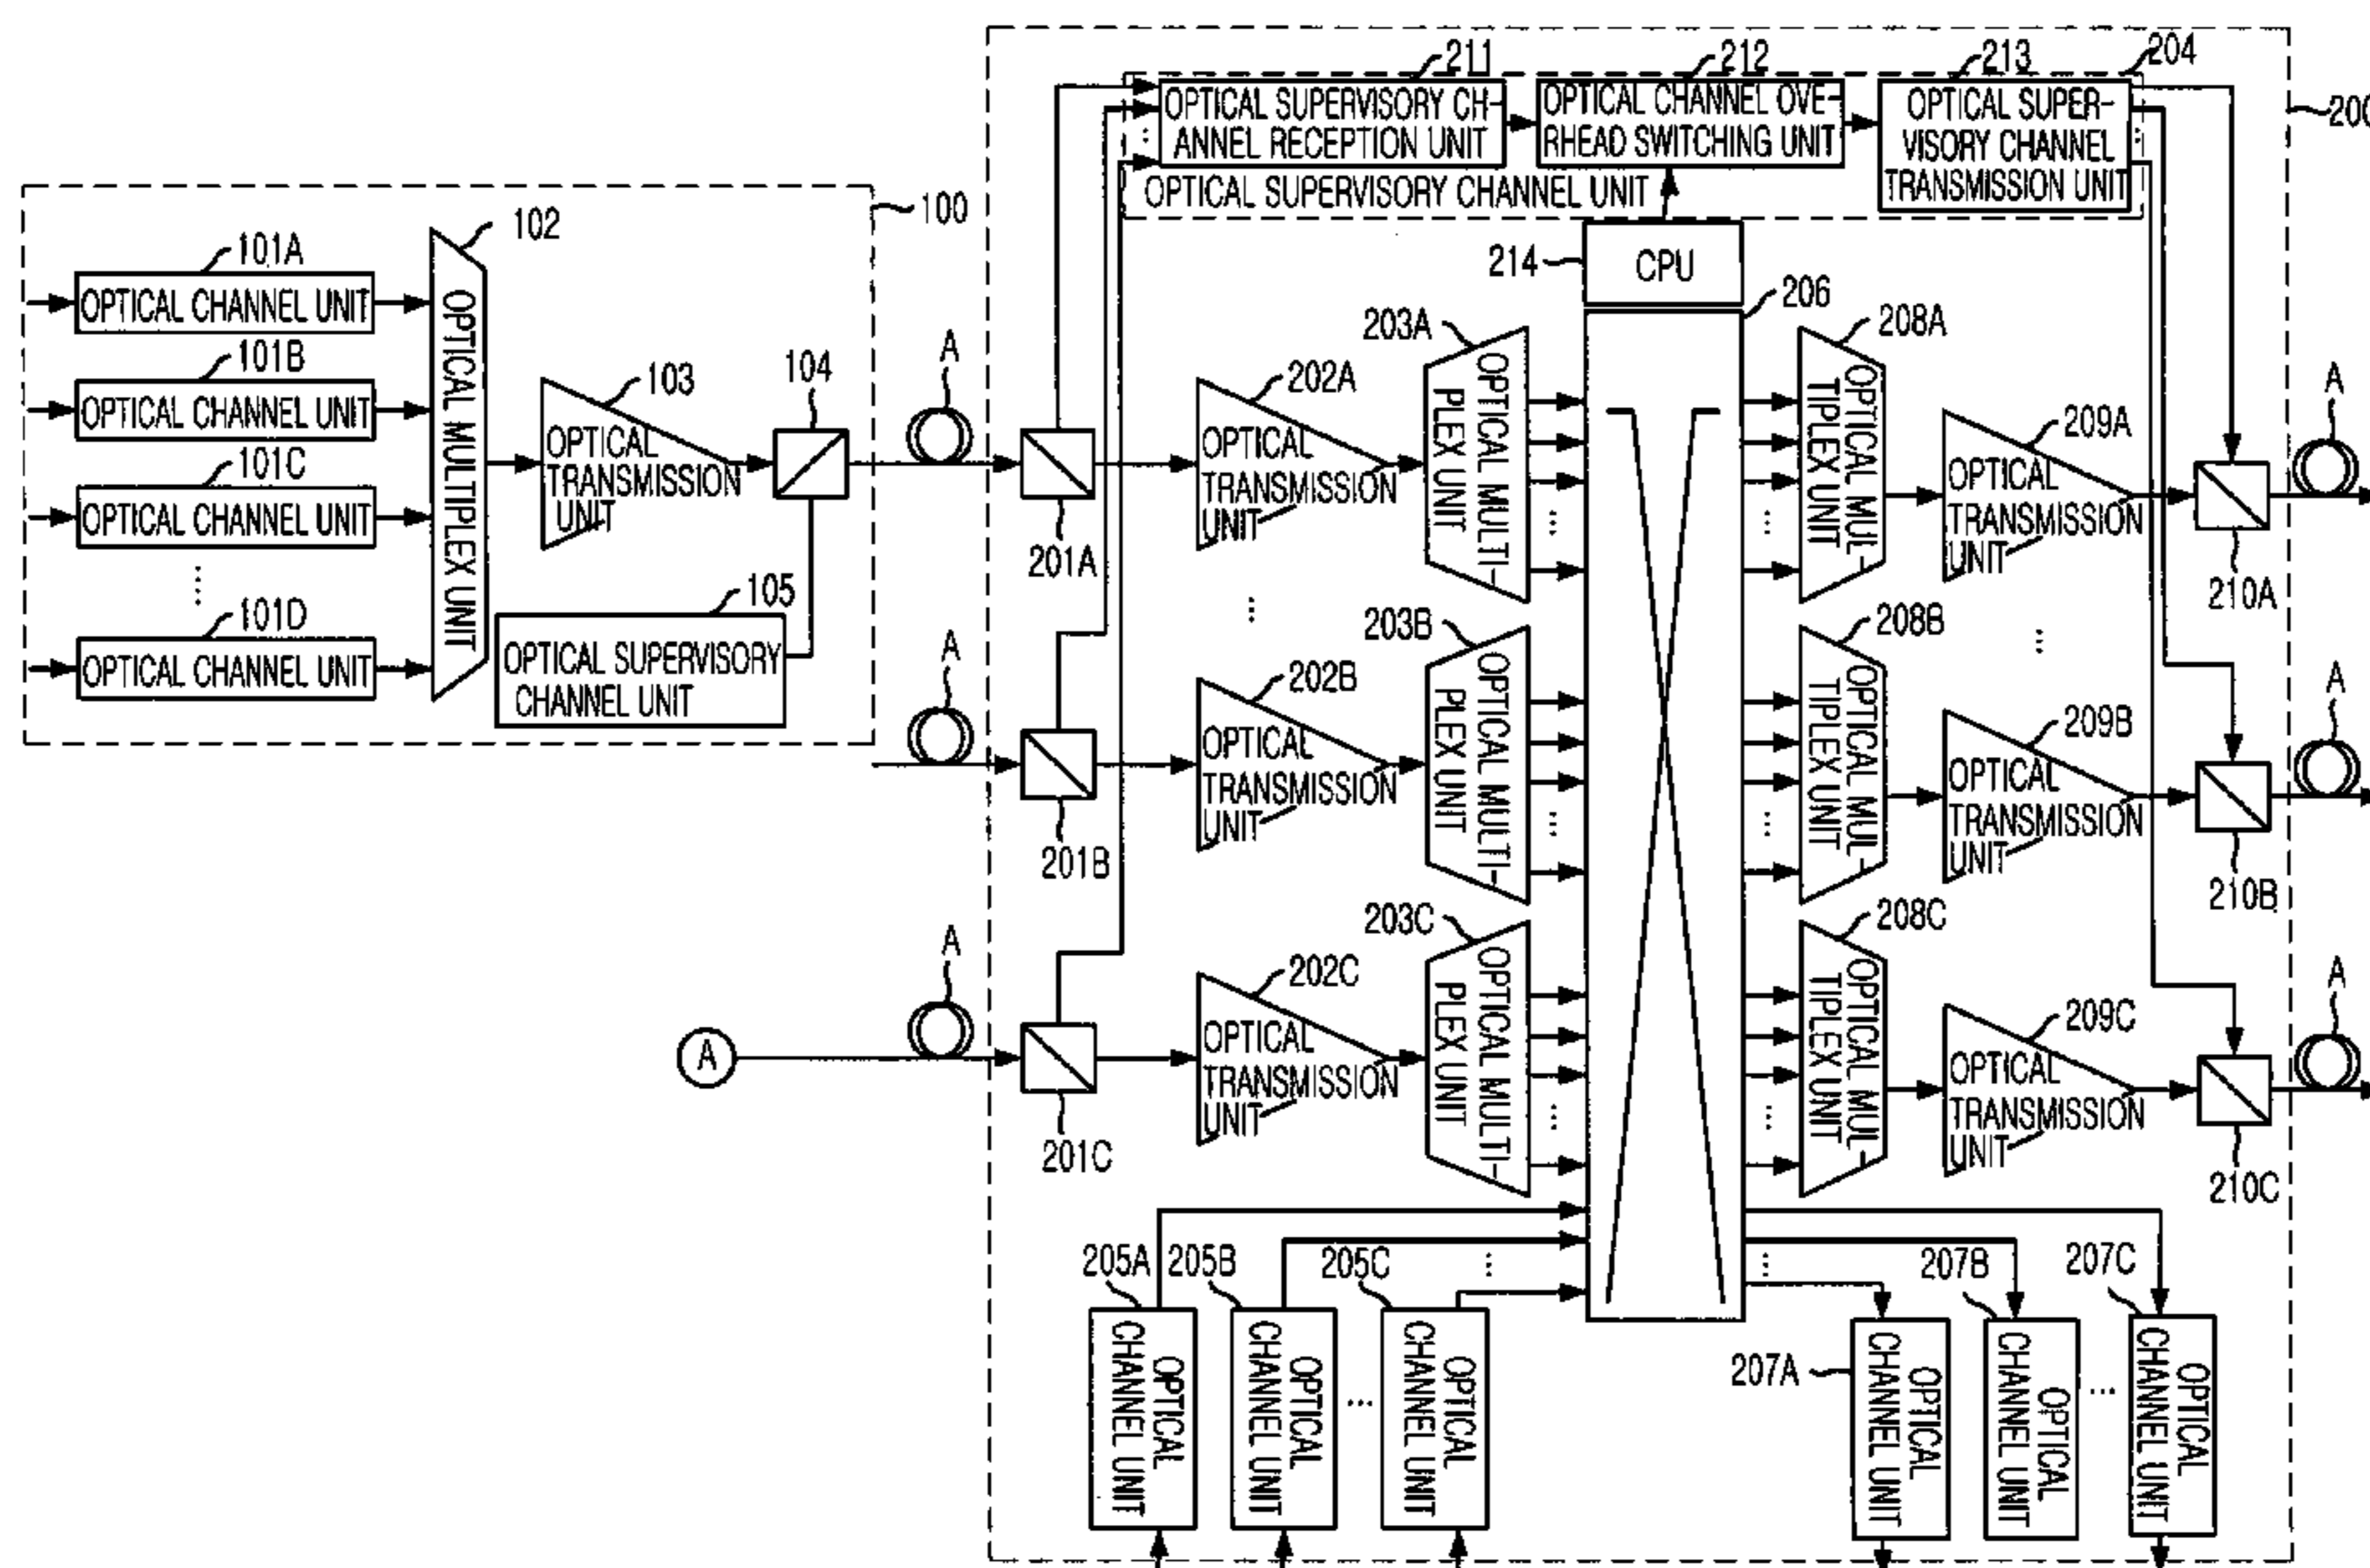 211
212
213
204
200
OPTICAL SUPERVISORY CH-
ANNEL RECEPTION UNIT
OPTICAL CHANNEL OVE-
RHEAD SWITCHING UNIT
OPTICAL SUPER-
VISORY CHANNEL
TRANSMISSION UNIT
OPTICAL SUPERVISORY CHANNEL UNIT
100
101A
OPTICAL CHANNEL UNIT
101B
OPTICAL CHANNEL UNIT
101C
OPTICAL CHANNEL UNIT
101D
OPTICAL CHANNEL UNIT
102
OPTICAL MULTIPLEX UNIT
103
OPTICAL
TRANSMISSION
UNIT
104
105
OPTICAL SUPERVISORY
CHANNEL UNIT
A
A
A
A
201A
201B
201C
214
CPU
206
202A
OPTICAL
TRANSMISSION
UNIT
202B
OPTICAL
TRANSMISSION
UNIT
202C
OPTICAL
TRANSMISSION
UNIT
203A
OPTICAL MULTI-
PLEX UNIT
203B
OPTICAL MULTI-
PLEX UNIT
203C
OPTICAL MULTI-
PLEX UNIT
208A
OPTICAL MUL-
TIPLEX UNIT
208B
OPTICAL MUL-
TIPLEX UNIT
208C
OPTICAL MUL-
TIPLEX UNIT
209A
OPTICAL
TRANSMISSION
UNIT
209B
OPTICAL
TRANSMISSION
UNIT
209C
OPTICAL
TRANSMISSION
UNIT
210A
210B
210C
A
A
A
205A
OPTICAL
CHANNEL UNIT
205B
OPTICAL
CHANNEL UNIT
205C
OPTICAL
CHANNEL UNIT
207A
OPTICAL
CHANNEL UNIT
207B
OPTICAL
CHANNEL UNIT
207C
OPTICAL
CHANNEL UNIT